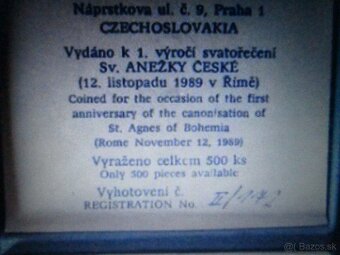 Náprstkova ul. č. 9, Praha 1
CZECHOSLOVAKIA
Vydáno k 1. výročí svatořečení
Sv. ANEŽKY ČESKÉ
(12. listopadu 1989 v Římě)
Coined for the occasion of the first
anniversary of the canonisation of
St. Agnes of Bohemia
(Rome November 12, 1989)
Vyraženo celkem 500 ks
Only 500 pieces available
Vyhotovení č.
REGISTRATION No.
Bazos.sk